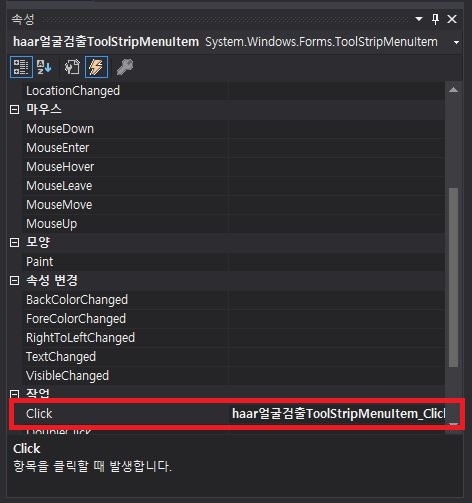 속성
haar얼굴검출ToolStripMenuItem System.Windows.Forms.ToolStripMenuItem
LocationChanged
마우스
MouseDown
MouseEnter
MouseHover
MouseLeave
MouseMove
MouseUp
모양
Paint
속성 변경
BackColorChanged
ForeColorChanged
RightToLeftChanged
TextChanged
VisibleChanged
작업
Click haar얼굴검출ToolStripMenuItem_Clic
DoubleClick
Click
항목을 클릭할 때 발생합니다.